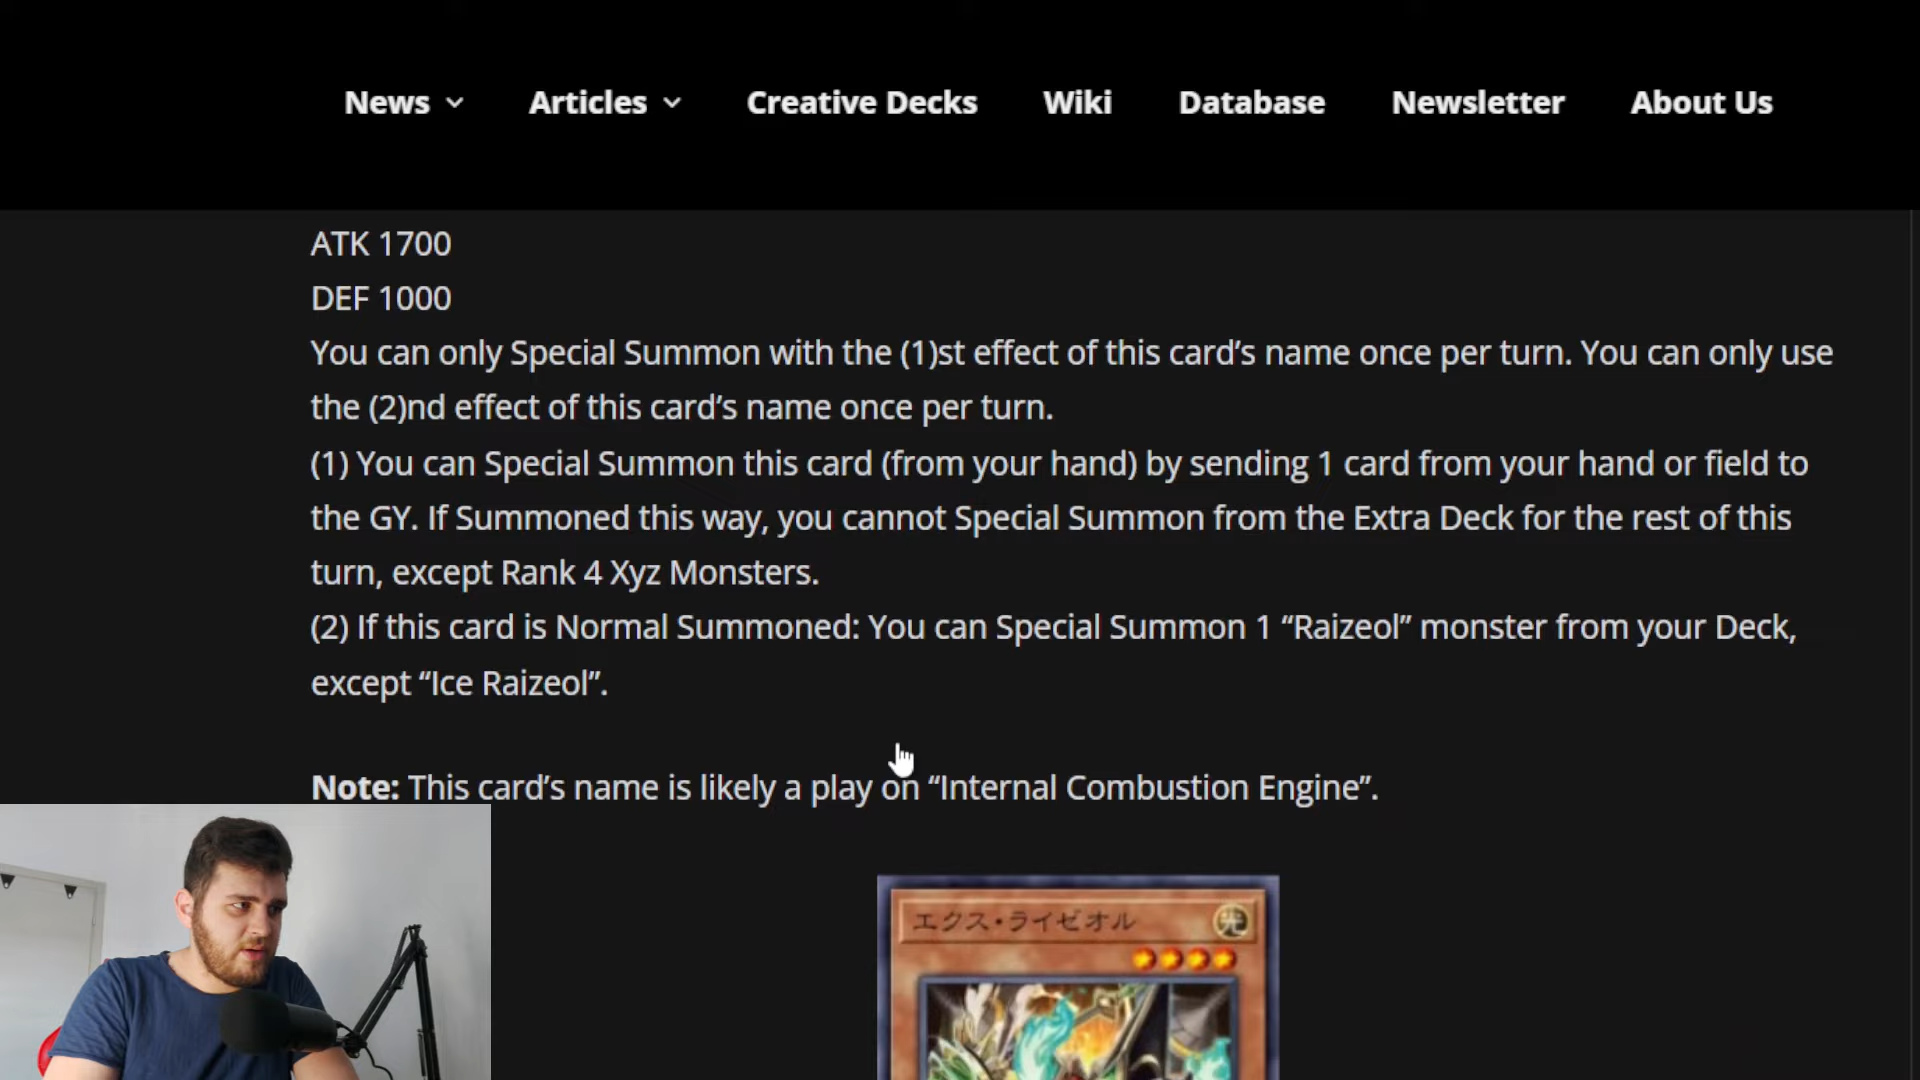 News Articles Creative Decks Wiki Database Newsletter About Us
ATK 1700
DEF 1000
You can only Special Summon with the (1)st effect of this card’s name once per turn. You can only use
the (2)nd effect of this card’s name once per turn.
(1) You can Special Summon this card (from your hand) by sending 1 card from your hand or field to
the GY. If Summoned this way, you cannot Special Summon from the Extra Deck for the rest of this
turn, except Rank 4 Xyz Monsters.
(2) If this card is Normal Summoned: You can Special Summon 1 “Raizeol” monster from your Deck,
except “Ice Raizeol”.
Note: This card’s name is likely a play on “Internal Combustion Engine”.
エクス・ライゼオル 光